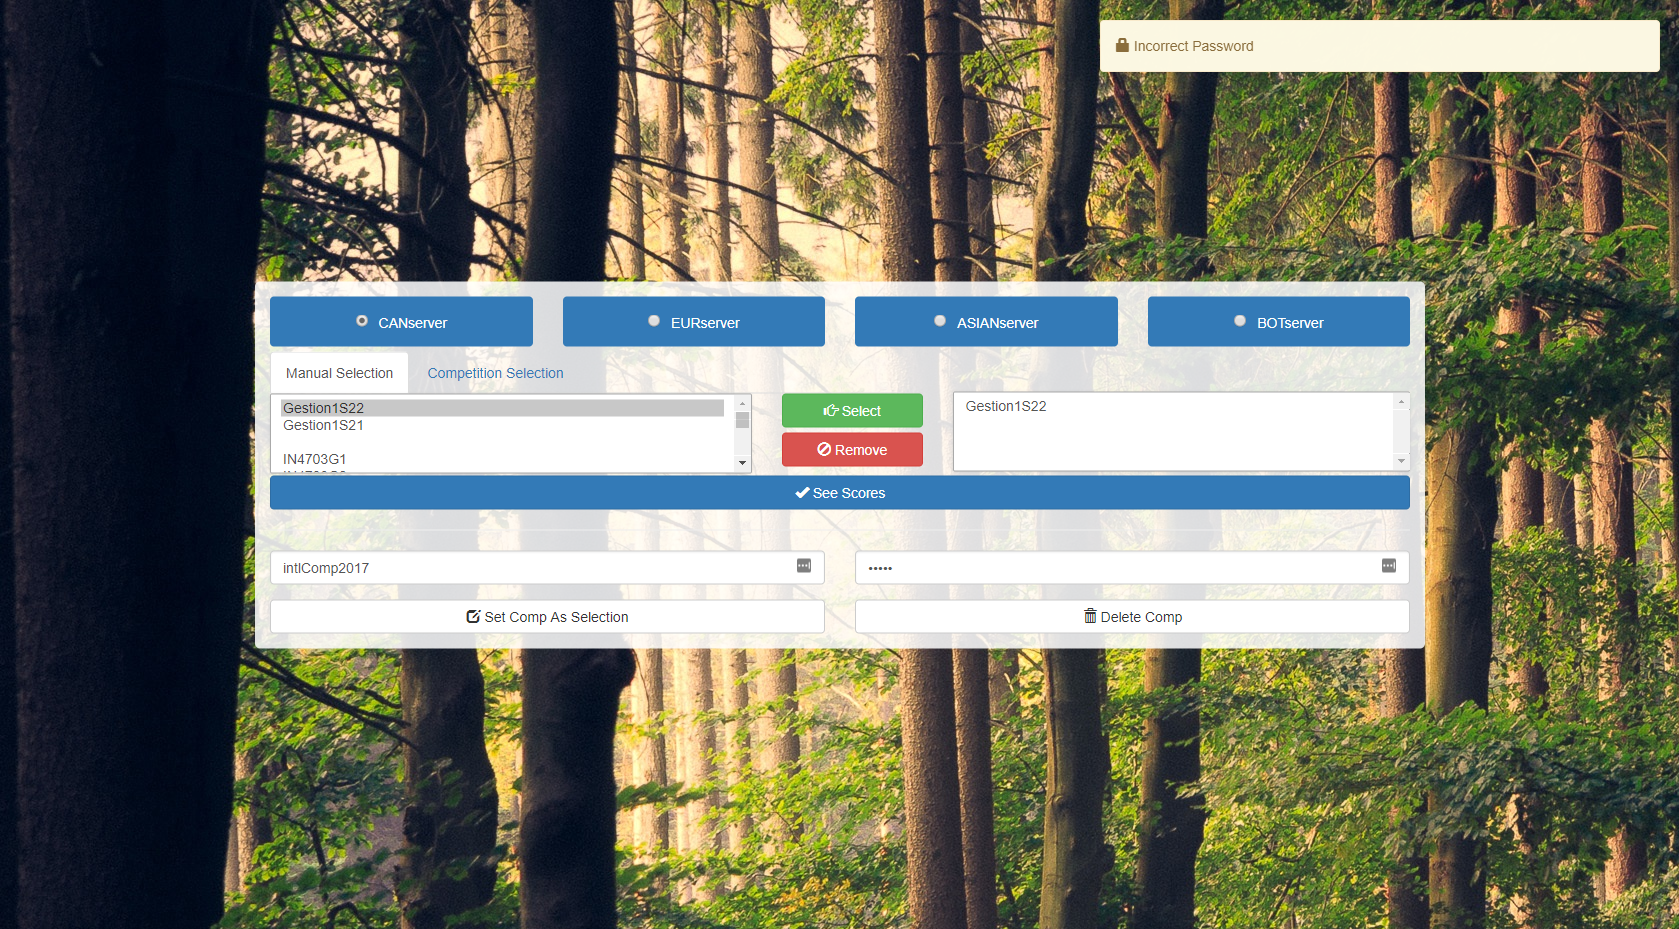 Incorrect Password
CANserver
EURserver
ASIANserver
BOTserver
Manual Selection
Competition Selection
Gestion1S22
Gestion1S21
IN4703G1
Select
Remove
Gestion1S22
See Scores
intlComp2017
•••••
Set Comp As Selection
Delete Comp